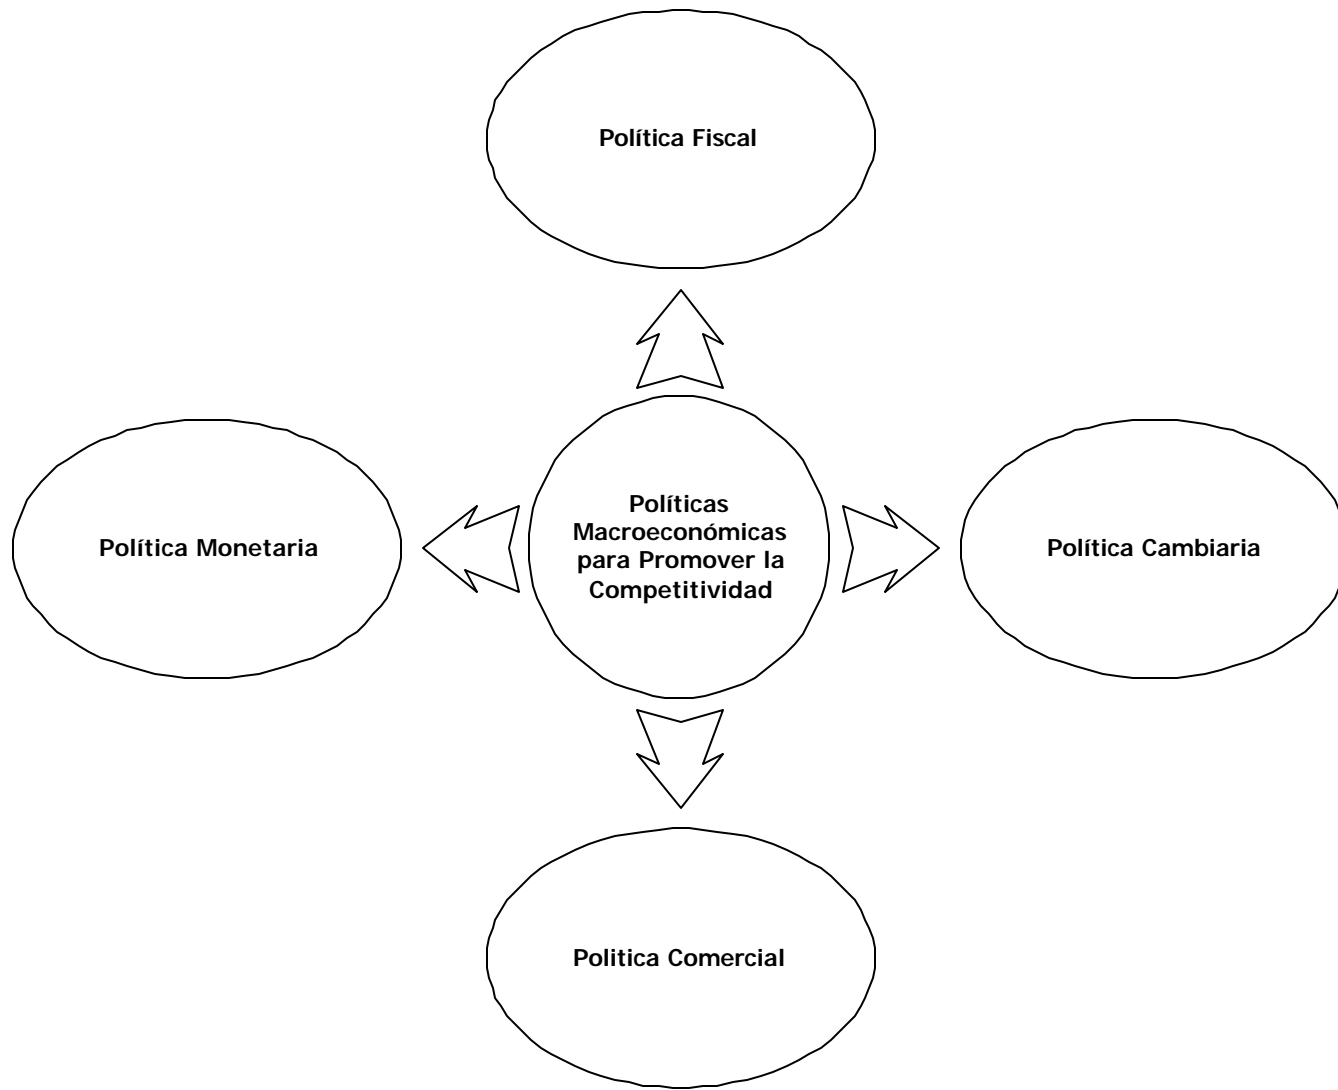 Política Fiscal
Políticas
Macroeconómicas
para Promover la
Competitividad
Política Monetaria
Política Cambiaria
Politica Comercial